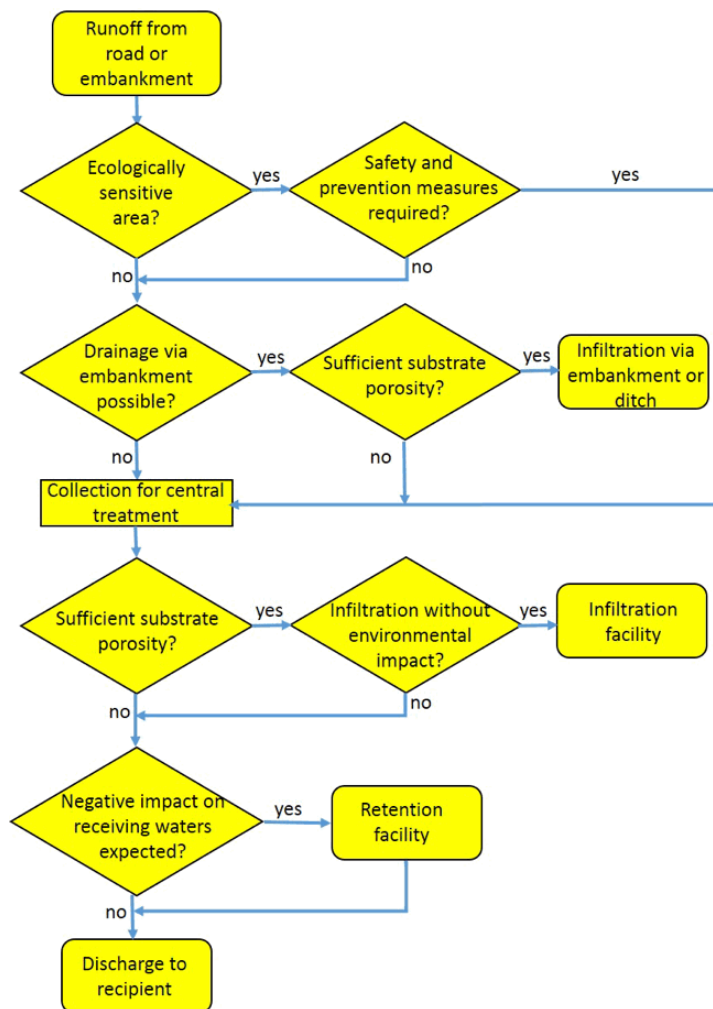 Runoff from
road or
embankment
Ecologically
sensitive
area?
yes
Safety and
prevention measures
required?
yes
no
no
Drainage via
embankment
possible?
yes
Sufficient substrate
porosity?
yes
Infiltration via
embankment or
ditch
no
no
Collection for central
treatment
Sufficient substrate
porosity?
yes
Infiltration without
environmental
impact?
yes
Infiltration
facility
no
no
Negative impact on
receiving waters
expected?
yes
Retention
facility
no
Discharge to
recipient